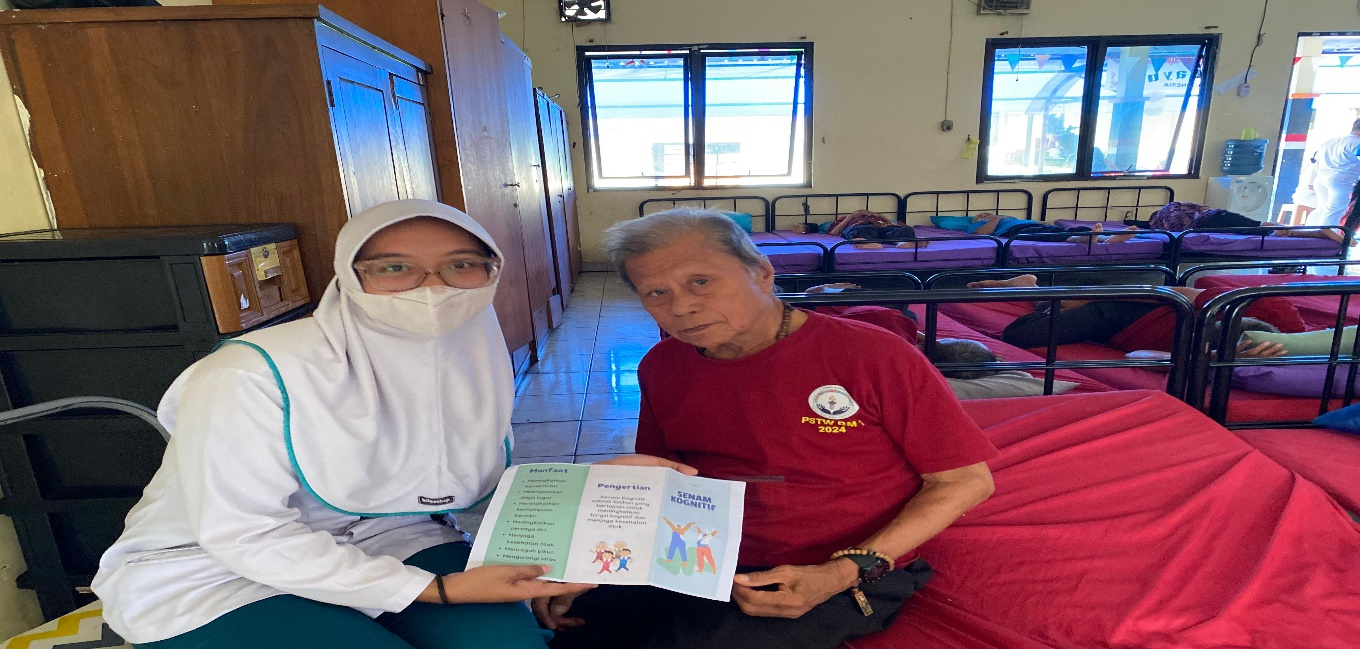 Manfaat
Meningkatkan
konsentrasi
Meningkatkan
daya ingat
Meningkatkan
kemampuan
berpikir
Meningkatkan
percaya diri
Menjaga
kesehatan otak
Mencegah pikun
Mengurangi stres
Pengertian
Senam Kognitif
adalah latihan yang
bertujuan untuk
meningkatkan
fungsi kognitif dan
menjaga kesehatan
otak.
SENAM
KOGNITIF
PSTW
2024